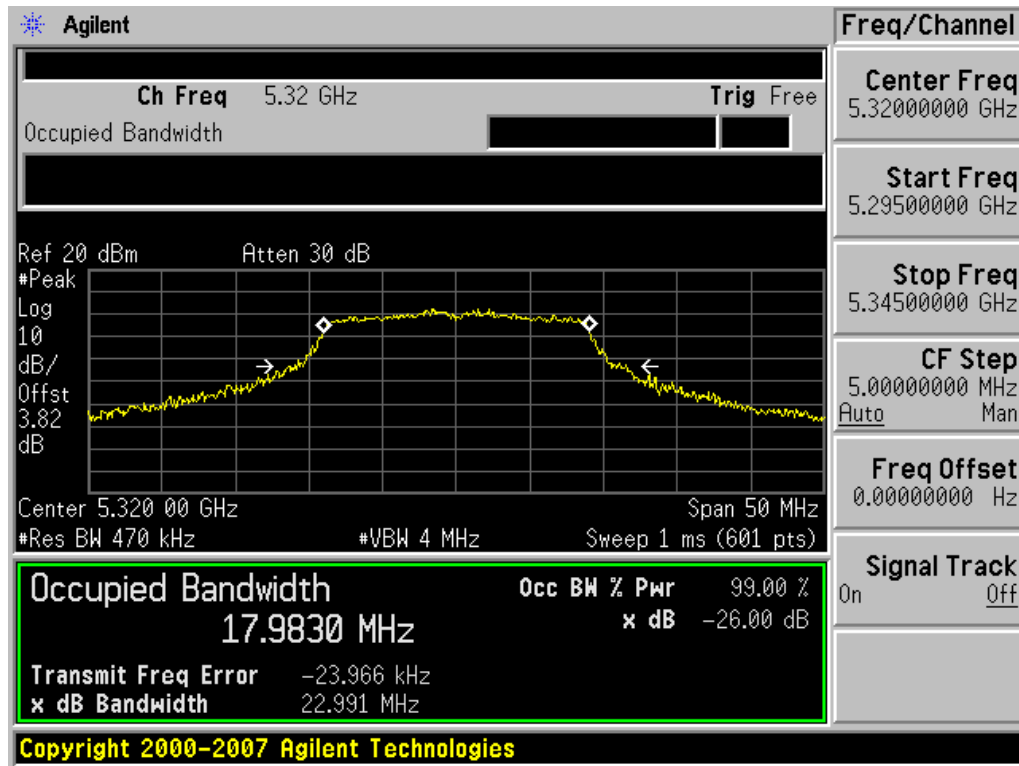 Agilent
Freq/Channel
Ch Freq 5.32 GHz Trig Free
Occupied Bandwidth
Center Freq
5.32000000 GHz
Start Freq
5.29500000 GHz
Stop Freq
5.34500000 GHz
CF Step
5.00000000 MHz
Auto Man
Freq Offset
0.00000000 Hz
Signal Track
On Off
Ref 20 dBm Atten 30 dB
#Peak
Log
10
dB/
Offst
3.82
dB
Center 5.320 00 GHz Span 50 MHz
#Res BW 470 kHz #VBW 4 MHz Sweep 1 ms (601 pts)
Occupied Bandwidth
17.9830 MHz
Occ BW % Pwr 99.00 %
x dB -26.00 dB
Transmit Freq Error -23.966 kHz
x dB Bandwidth 22.991 MHz
Copyright 2000-2007 Agilent Technologies